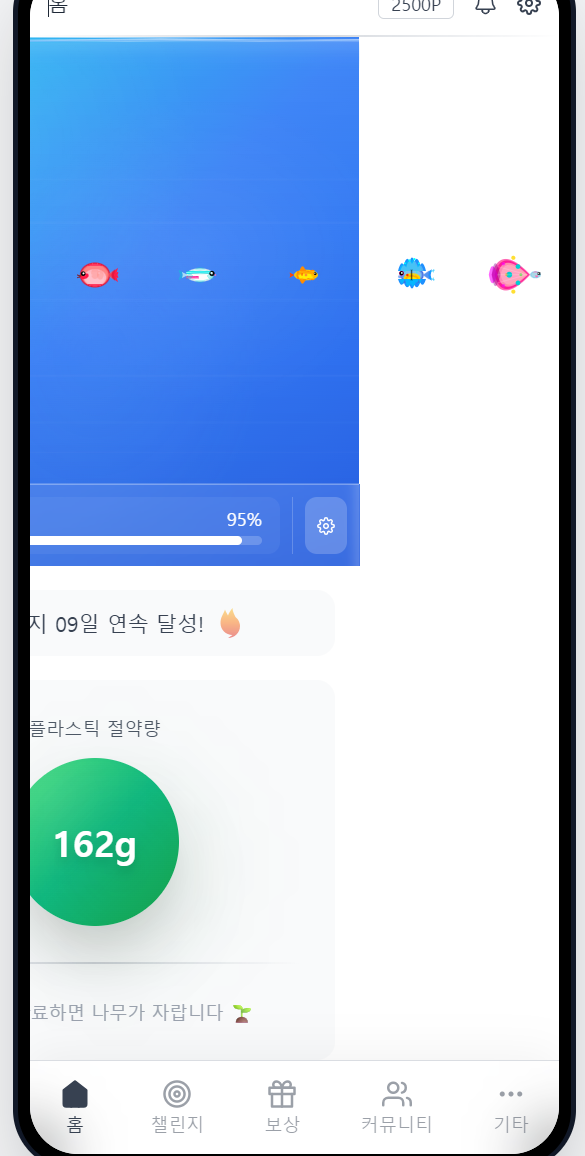 홈
2500P
95%
지 09일 연속 달성!
플라스틱 절약량
162g
료하면 나무가 자랍니다
홈
챌린지
보상
커뮤니티
기타